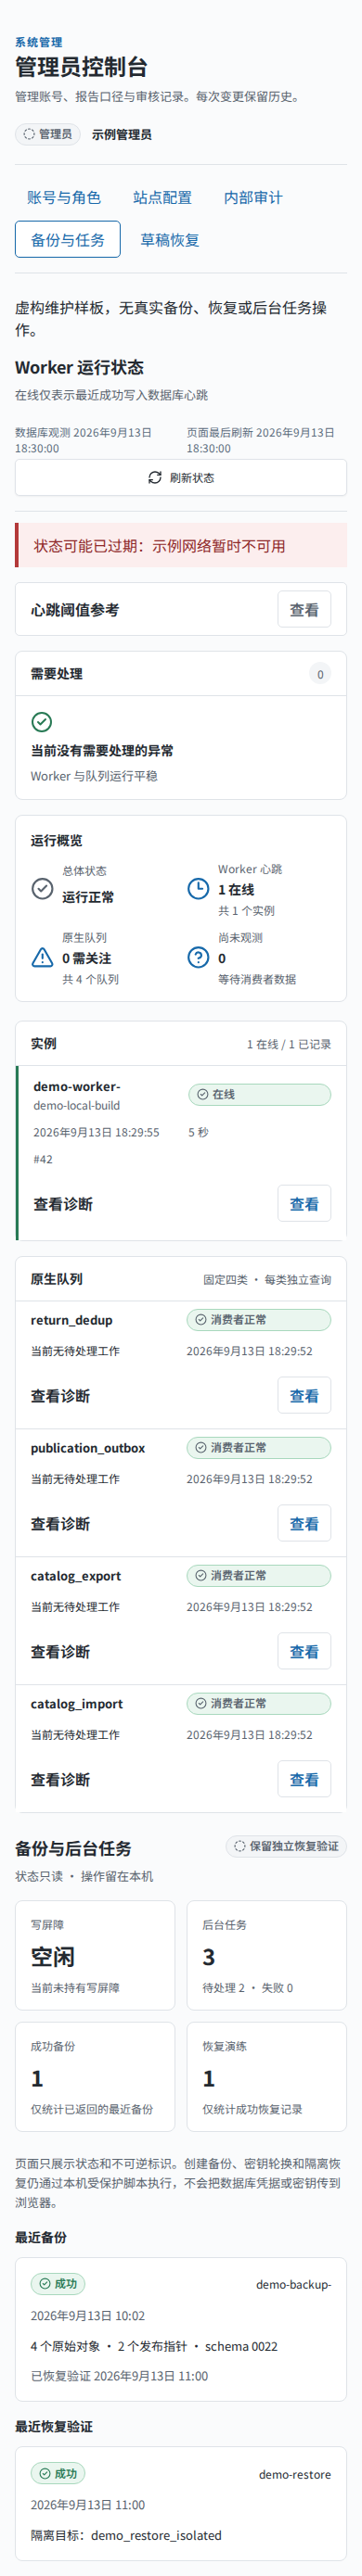 系统管理
管理员控制台
管理账号、报告口径与审核记录。每次变更保留历史。
管理员 示例管理员
账号与角色 站点配置 内部审计
备份与任务 草稿恢复
虚构维护样板，无真实备份、恢复或后台任务操
作。
Worker 运行状态
在线仅表示最近成功写入数据库心跳
数据库观测 2026年9月13日
18:30:00
页面最后刷新 2026年9月13日
18:30:00
刷新状态
状态可能已过期：示例网络暂时不可用
心跳阈值参考 查看
需要处理 0
当前没有需要处理的异常
Worker 与队列运行平稳
运行概览
总体状态
运行正常
Worker 心跳
1 在线
共 1 个实例
原生队列
0 需关注
共 4 个队列
尚未观测
0
等待消费者数据
实例 1 在线 / 1 已记录
demo-worker-
demo-local-build
在线
2026年9月13日 18:29:55 5 秒
#42
查看诊断 查看
原生队列 固定四类 · 每类独立查询
return_dedup 消费者正常
当前无待处理工作 2026年9月13日 18:29:52
查看诊断 查看
publication_outbox 消费者正常
当前无待处理工作 2026年9月13日 18:29:52
查看诊断 查看
catalog_export 消费者正常
当前无待处理工作 2026年9月13日 18:29:52
查看诊断 查看
catalog_import 消费者正常
当前无待处理工作 2026年9月13日 18:29:52
查看诊断 查看
备份与后台任务 保留独立恢复验证
状态只读 · 操作留在本机
写屏障
空闲
当前未持有写屏障
后台任务
3
待处理 2 · 失败 0
成功备份
1
仅统计已返回的最近备份
恢复演练
1
仅统计成功恢复记录
页面只展示状态和不可逆标识。创建备份、密钥轮换和隔离恢
复仍通过本机受保护脚本执行，不会把数据库凭据或密钥传到
浏览器。
最近备份
成功 demo-backup-
2026年9月13日 10:02
4 个原始对象 · 2 个发布指针 · schema 0022
已恢复验证 2026年9月13日 11:00
最近恢复验证
成功 demo-restore
2026年9月13日 11:00
隔离目标：demo_restore_isolated